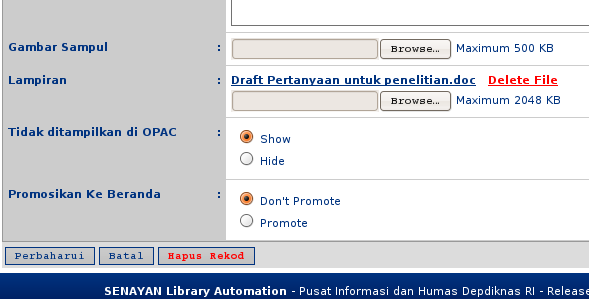 Gambar Sampul : Browse... Maximum 500 KB
Lampiran : Draft Pertanyaan untuk penelitian.doc Delete File
Browse... Maximum 2048 KB
Tidak ditampilkan di OPAC : Show
Hide
Promosikan Ke Beranda : Don't Promote
Promote
Perbaharui Batal Hapus Rekod
SENAYAN Library Automation - Pusat Informasi dan Humas Depdiknas RI - Release